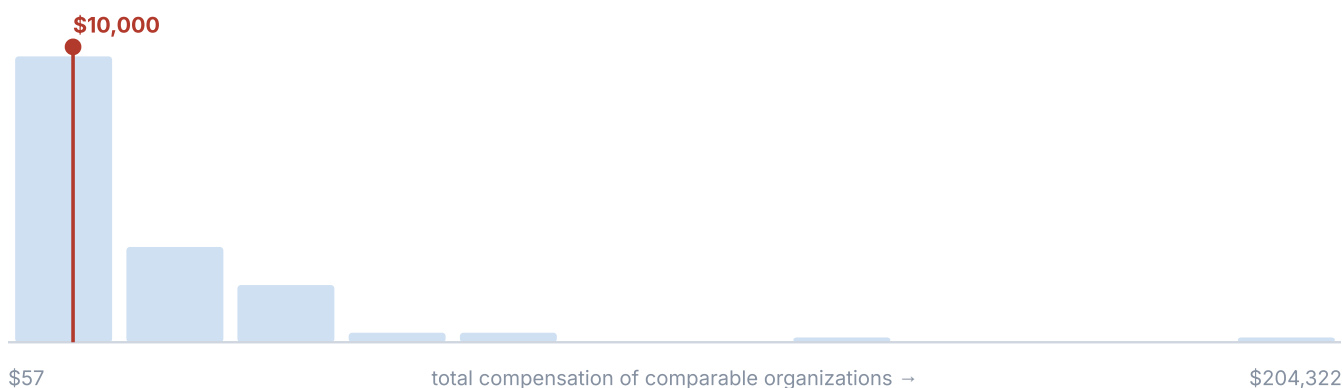 $10,000
$57
total compensation of comparable organizations →
$204,322